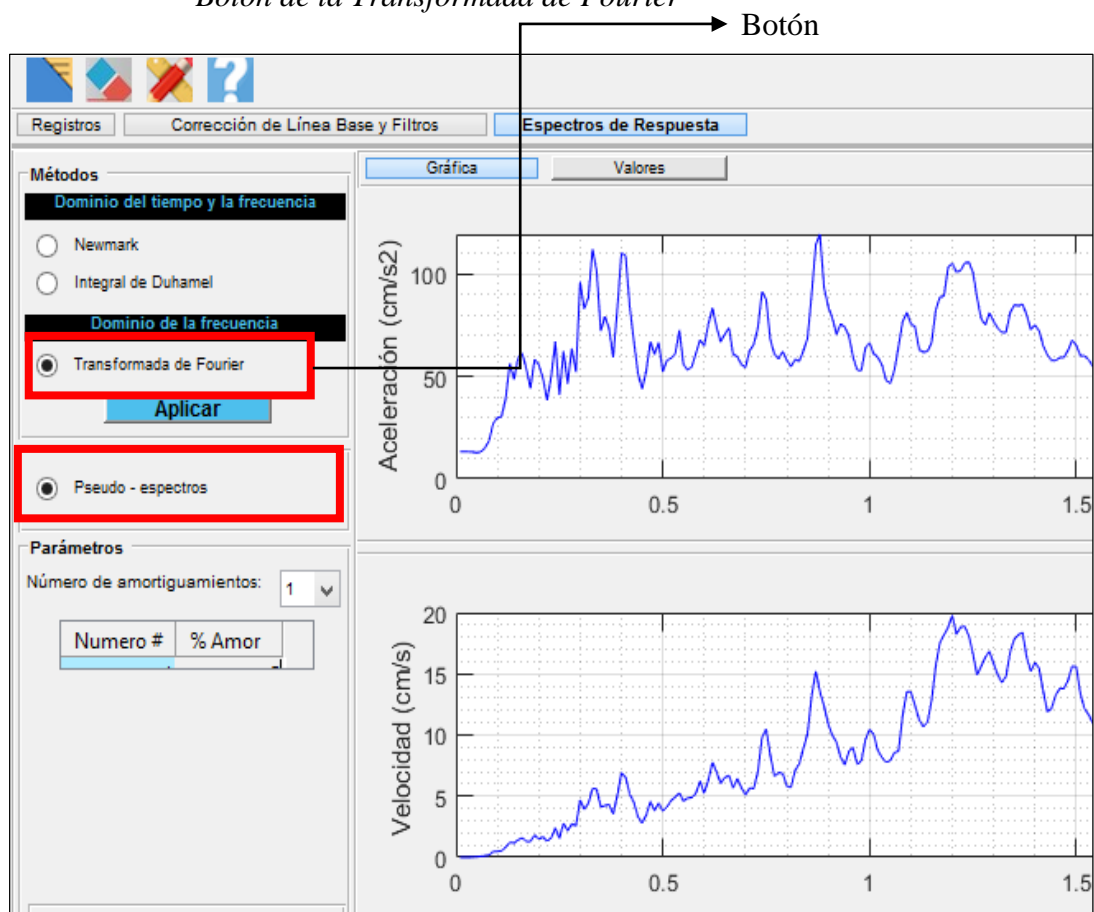 Botón de la Transformada de Fourier
Botón
Registros
Corrección de Línea Base y Filtros
Espectros de Respuesta
Métodos
Dominio del tiempo y la frecuencia
Newmark
Integral de Duhamel
Dominio de la frecuencia
Transformada de Fourier
Aplicar
Pseudo - espectros
Parámetros
Número de amortiguamientos:
1
Numero #
% Amor
Gráfica
Valores
Aceleración (cm/s2)
100
50
0
0
0.5
1
1.5
Velocidad (cm/s)
20
15
10
5
0
0
0.5
1
1.5